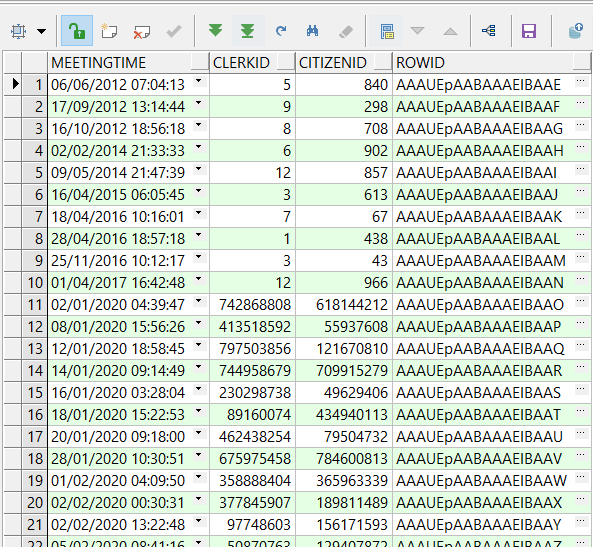 MEETINGTIME CLERKID CITIZENID ROWID
1 06/06/2012 07:04:13 5 840 AAAUEpAABAAAEIBAAE ...
2 17/09/2012 13:14:44 9 298 AAAUEpAABAAAEIBAAF ...
3 16/10/2012 18:56:18 8 708 AAAUEpAABAAAEIBAAG ...
4 02/02/2014 21:33:33 6 902 AAAUEpAABAAAEIBAAH ...
5 09/05/2014 21:47:39 12 857 AAAUEpAABAAAEIBAAI ...
6 16/04/2015 06:05:45 3 613 AAAUEpAABAAAEIBAAJ ...
7 18/04/2016 10:16:01 7 67 AAAUEpAABAAAEIBAAK ...
8 28/04/2016 18:57:18 1 438 AAAUEpAABAAAEIBAAL ...
9 25/11/2016 10:12:17 3 43 AAAUEpAABAAAEIBAAM ...
10 01/04/2017 16:42:48 12 966 AAAUEpAABAAAEIBAAN ...
11 02/01/2020 04:39:47 742868808 618144212 AAAUEpAABAAAEIBAAO ...
12 08/01/2020 15:56:26 413518592 55937608 AAAUEpAABAAAEIBAAP ...
13 12/01/2020 18:58:45 797503856 121670810 AAAUEpAABAAAEIBAAQ ...
14 14/01/2020 09:14:49 744958679 709915279 AAAUEpAABAAAEIBAAR ...
15 16/01/2020 03:28:04 230298738 49629406 AAAUEpAABAAAEIBAAS ...
16 18/01/2020 15:22:53 89160074 434940113 AAAUEpAABAAAEIBAAT ...
17 20/01/2020 09:18:00 462438254 79504732 AAAUEpAABAAAEIBAAU ...
18 28/01/2020 10:30:51 675975458 784600813 AAAUEpAABAAAEIBAAV ...
19 01/02/2020 04:09:50 358888404 365963339 AAAUEpAABAAAEIBAAW ...
20 02/02/2020 00:30:31 377845907 189811489 AAAUEpAABAAAEIBAAX ...
21 02/02/2020 13:22:48 97748603 156171593 AAAUEpAABAAAEIBAAY ...
22 05/02/2020 08:41:16 50870763 129407872 AAAUEpAABAAAEIBAAZ ...